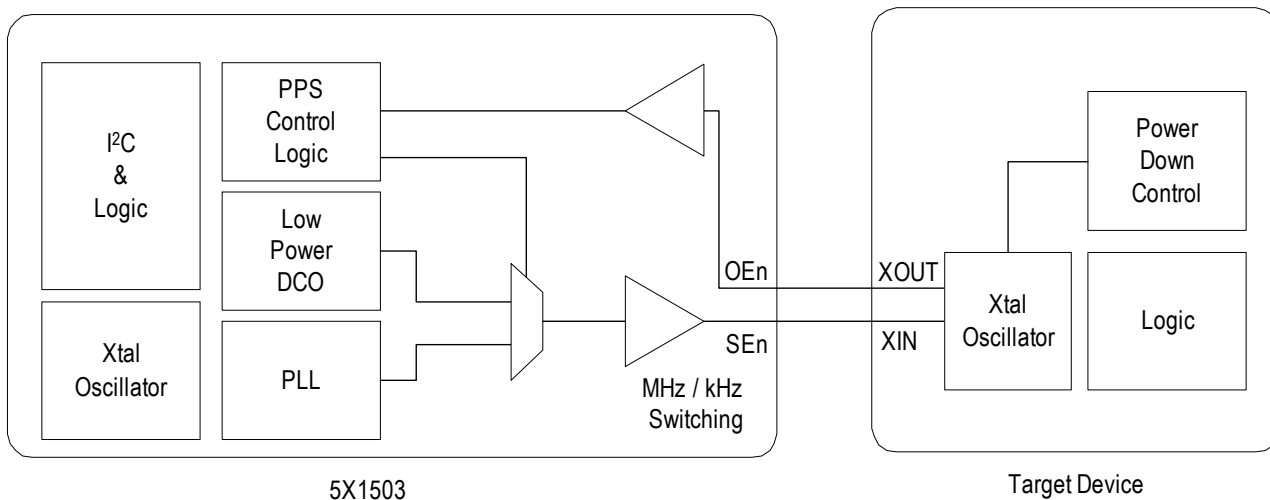 I²C
&
Logic
PPS
Control
Logic
Low
Power
DCO
Xtal
Oscillator
PLL
OEn
SEn
MHz / kHz
Switching
5X1503
XOUT
XIN
Power
Down
Control
Xtal
Oscillator
Logic
Target Device